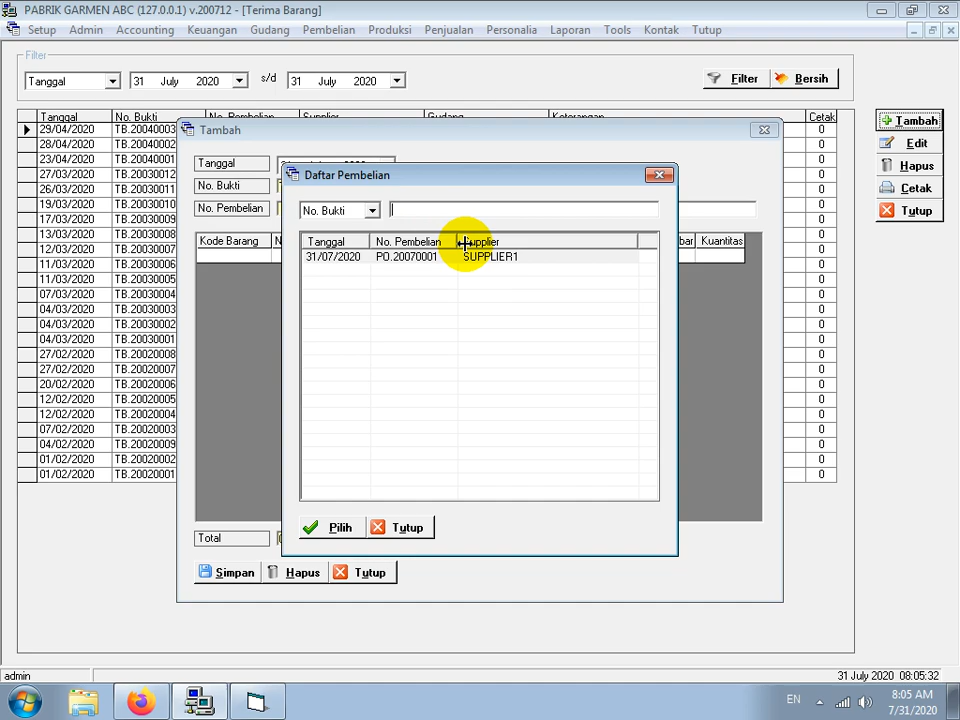 PABRIK GARMEN ABC (127.0.0.1) v.200712 - [Terima Barang]
Setup Admin Accounting Keuangan Gudang Pembelian Produksi Penjualan Personalia Laporan Tools Kontak Tutup
Filter
Tanggal 31 July 2020 s/d 31 July 2020 Filter Bersih
Tanggal No. Bukti Cetak
29/04/2020 TB.20040003 0
28/04/2020 TB.20040002 0
23/04/2020 TB.20040001 0
27/03/2020 TB.20030012 0
26/03/2020 TB.20030011 0
19/03/2020 TB.20030010 0
17/03/2020 TB.20030009 0
13/03/2020 TB.20030008 0
12/03/2020 TB.20030007 0
11/03/2020 TB.20030006 0
11/03/2020 TB.20030005 0
04/03/2020 TB.20030003 0
04/03/2020 TB.20030002 0
04/03/2020 TB.20030001 0
27/02/2020 TB.20020008 0
27/02/2020 TB.20020007 0
20/02/2020 TB.20020006 0
12/02/2020 TB.20020005 0
12/02/2020 TB.20020004 0
07/02/2020 TB.20020003 0
04/02/2020 TB.20020009 0
01/02/2020 TB.20020002 0
01/02/2020 TB.20020001 0
Tambah
Edit
Hapus
Cetak
Tutup
Tambah
Tanggal
No. Bukti
No. Pembelian
Kode Barang Kuantitas
Total
Simpan Hapus Tutup
Daftar Pembelian
No. Bukti
Tanggal No. Pembelian Supplier
31/07/2020 PO.20070001 SUPPLIER1
Pilih Tutup
admin 31 July 2020 08:05:32
EN 8:05 AM
7/31/2020